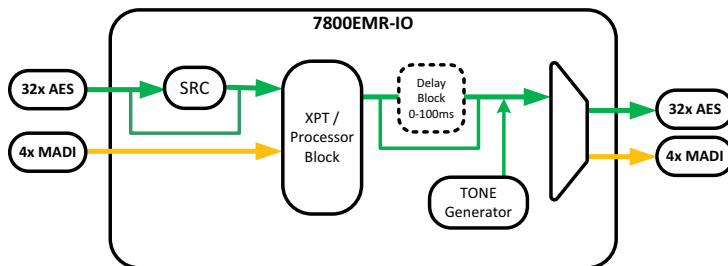 7800EMR-IO
32x AES
SRC
4x MADI
XPT /
Processor
Block
Delay
Block
0-100ms
TONE
Generator
32x AES
4x MADI